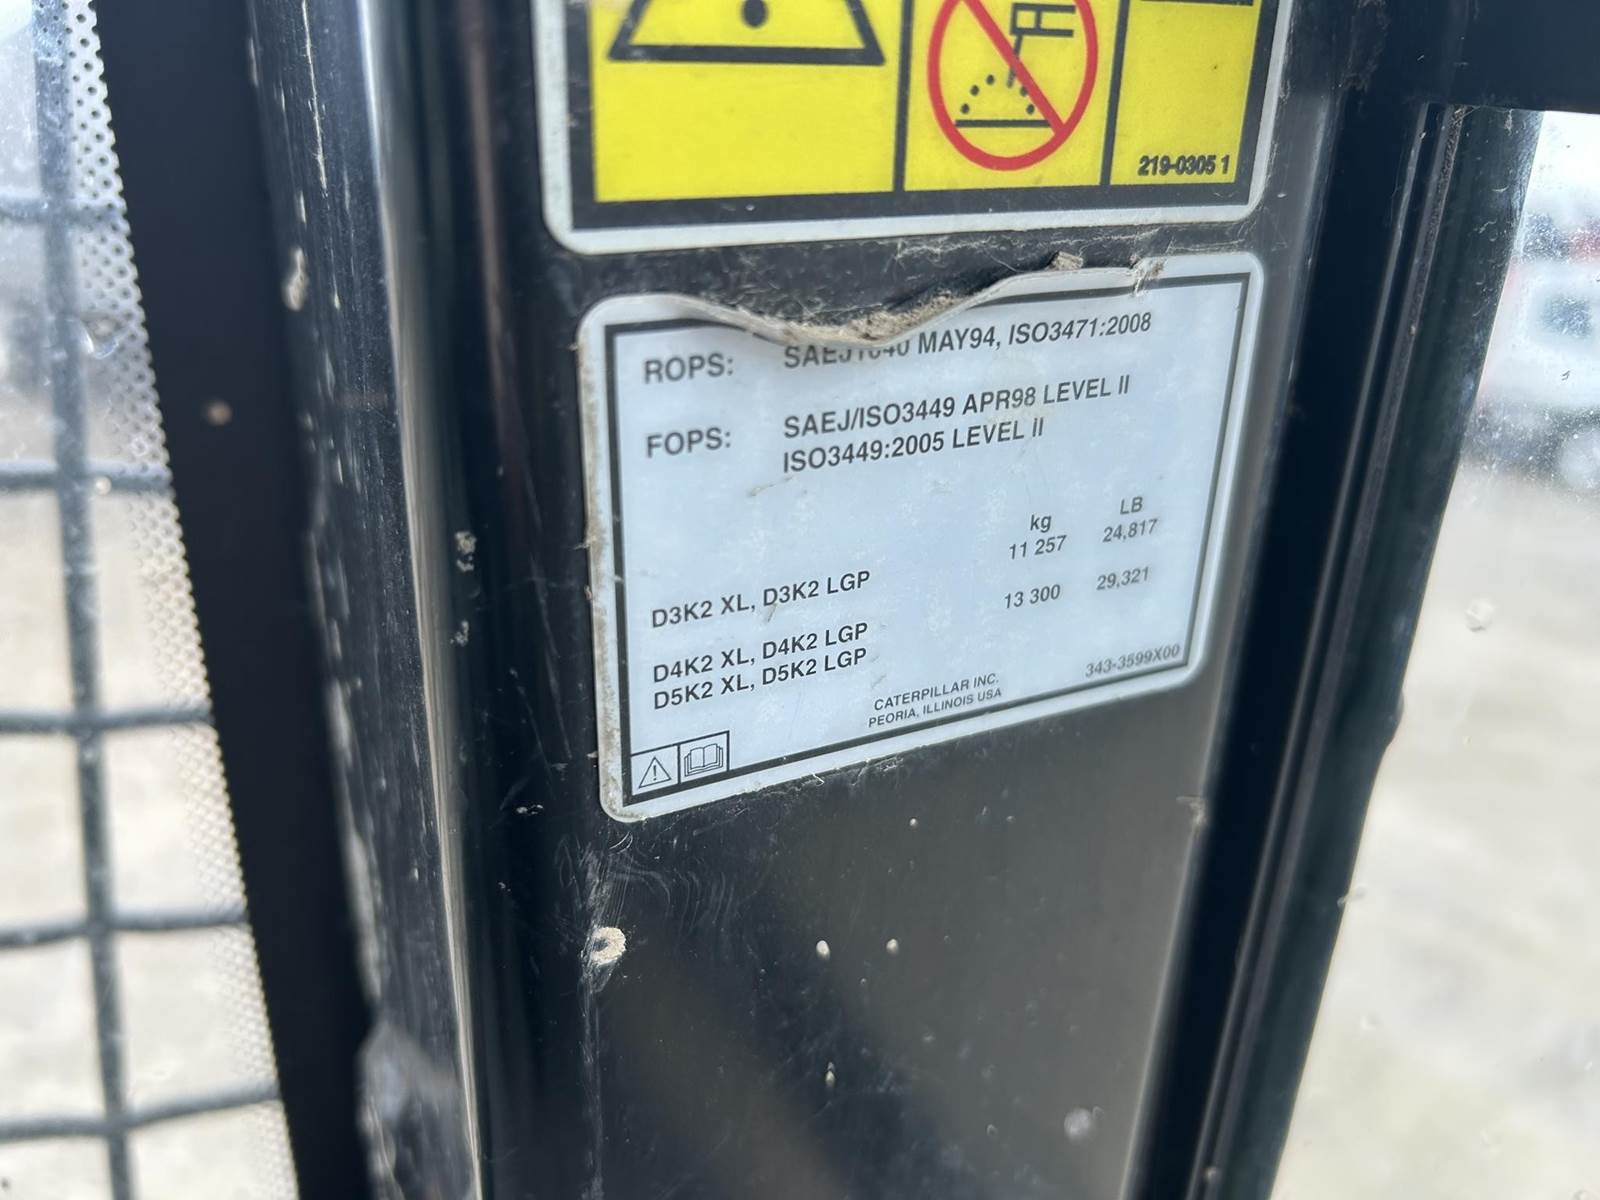 219-0305 1
ROPS: SAEJ1040 MAY94, ISO3471:2008
FOPS: SAEJ/ISO3449 APR98 LEVEL II
ISO3449:2005 LEVEL II
kg LB
D3K2 XL, D3K2 LGP 11 257 24,817
D4K2 XL, D4K2 LGP 13 300 29,321
D5K2 XL, D5K2 LGP
CATERPILLAR INC.
PEORIA, ILLINOIS USA
343-3599X00